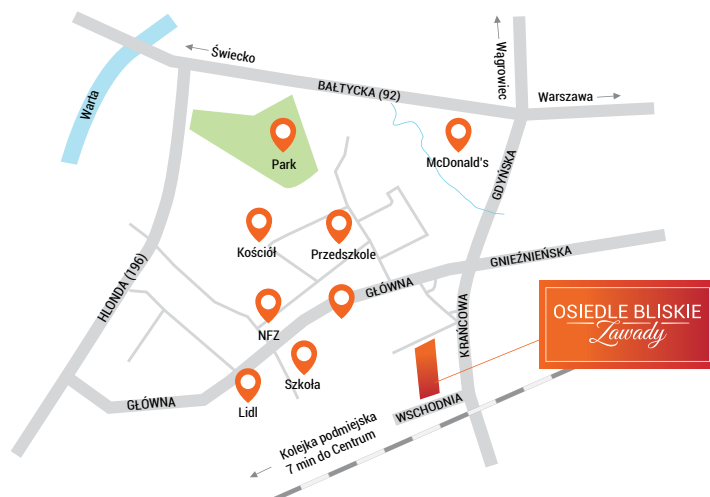 Świecko
Wągrowiec
BAŁTYCKA (92)
Warszawa
Warta
Park
McDonald's
GDYŃSKA
Kościół
Przedszkole
GNIEŹNIEŃSKA
HLONDA (196)
GŁÓWNA
NFZ
KRAŃCOWA
OSIEDLE BLISKIE
Zawady
Szkoła
Lidl
GŁÓWNA
WSCHODNIA
Kolejka podmiejska
7 min do Centrum